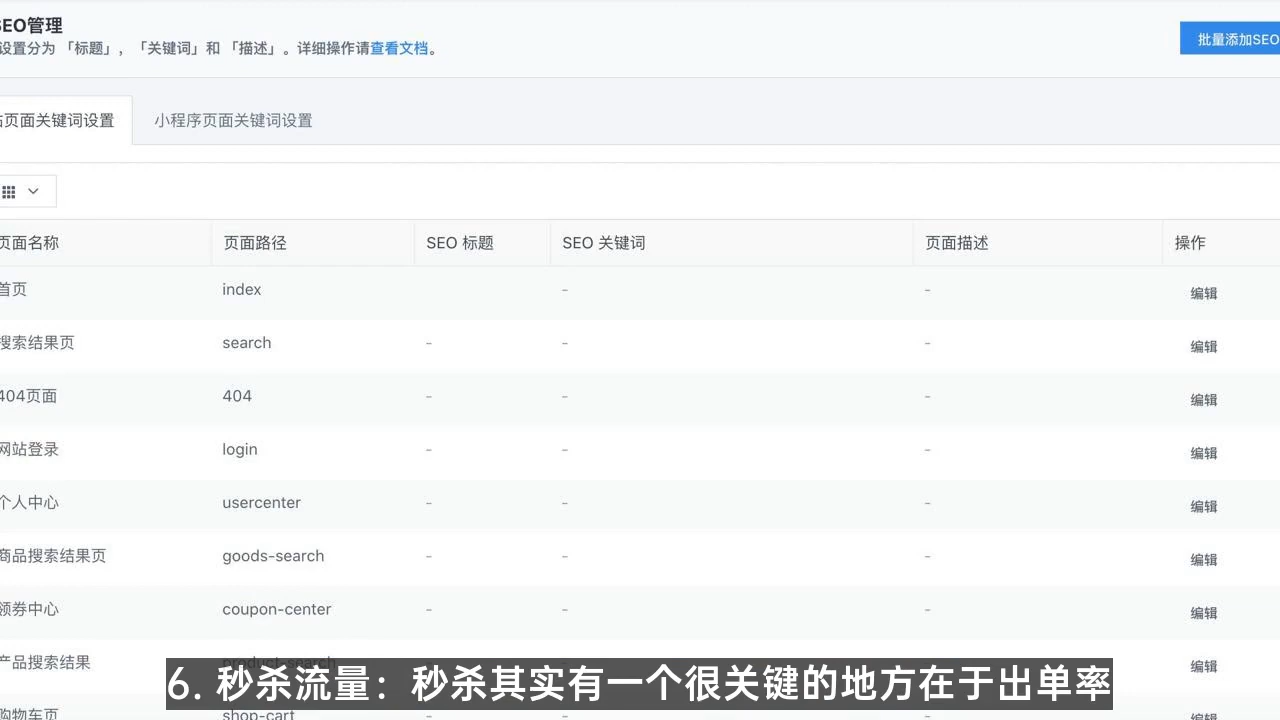 SEO管理
设置分为 「标题」, 「关键词」和 「描述」。详细操作请查看文档。
批量添加SEO
页面关键词设置 小程序页面关键词设置
页面名称 页面路径 SEO 标题 SEO 关键词 页面描述 操作
首页 index - - 编辑
搜索结果页 search - - - 编辑
404页面 404 - - - 编辑
网站登录 login - - - 编辑
个人中心 usercenter - - - 编辑
商品搜索结果页 goods-search - - - 编辑
领券中心 coupon-center - - - 编辑
产品搜索结果 product-search - 编辑
6. 秒杀流量：秒杀其实有一个很关键的地方在于出单率
购物车页 shop-cart 编辑